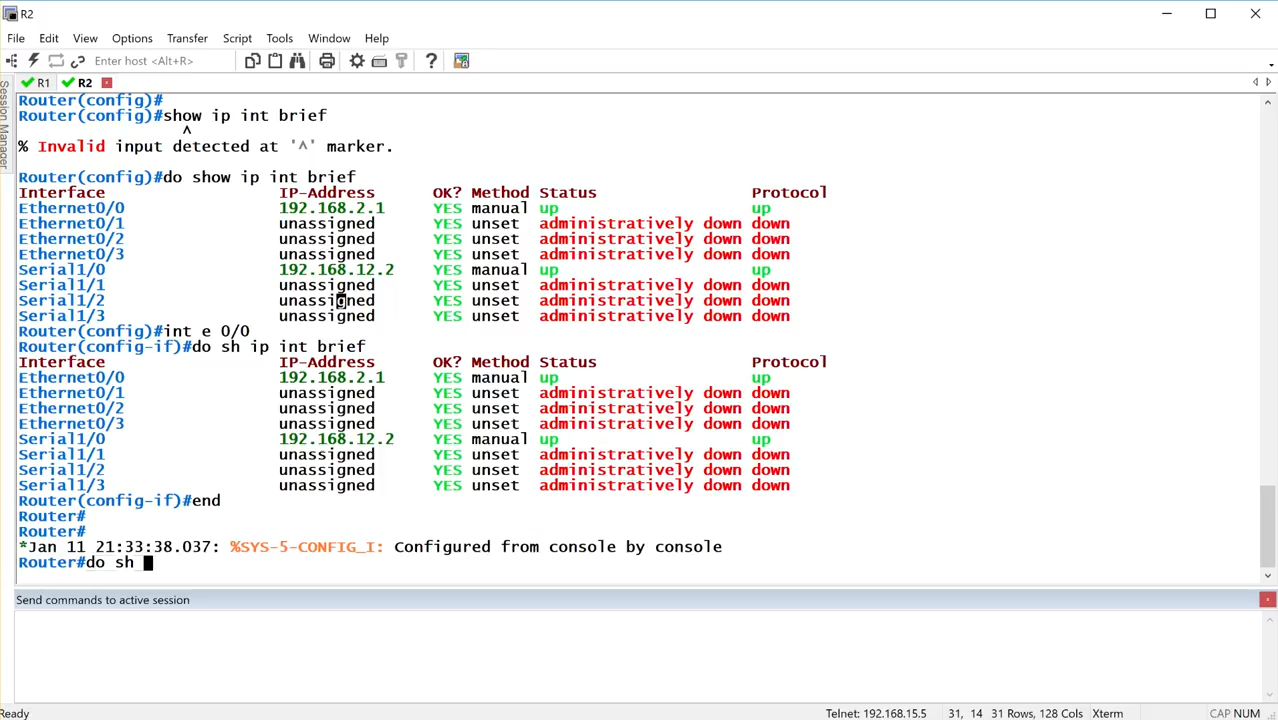 R2
File Edit View Options Transfer Script Tools Window Help
Enter host <Alt+R>
R1 R2
Session Manager
Router(config)#
Router(config)#show ip int brief
^
% Invalid input detected at '^' marker.
Router(config)#do show ip int brief
Interface IP-Address OK? Method Status Protocol
Ethernet0/0 192.168.2.1 YES manual up up
Ethernet0/1 unassigned YES unset administratively down down
Ethernet0/2 unassigned YES unset administratively down down
Ethernet0/3 unassigned YES unset administratively down down
Serial1/0 192.168.12.2 YES manual up up
Serial1/1 unassigned YES unset administratively down down
Serial1/2 unassigned YES unset administratively down down
Serial1/3 unassigned YES unset administratively down down
Router(config)#int e 0/0
Router(config-if)#do sh ip int brief
Interface IP-Address OK? Method Status Protocol
Ethernet0/0 192.168.2.1 YES manual up up
Ethernet0/1 unassigned YES unset administratively down down
Ethernet0/2 unassigned YES unset administratively down down
Ethernet0/3 unassigned YES unset administratively down down
Serial1/0 192.168.12.2 YES manual up up
Serial1/1 unassigned YES unset administratively down down
Serial1/2 unassigned YES unset administratively down down
Serial1/3 unassigned YES unset administratively down down
Router(config-if)#end
Router#
Router#
*Jan 11 21:33:38.037: %SYS-5-CONFIG_I: Configured from console by console
Router#do sh
Send commands to active session
Ready Telnet: 192.168.15.5 31, 14 31 Rows, 128 Cols Xterm CAP NUM